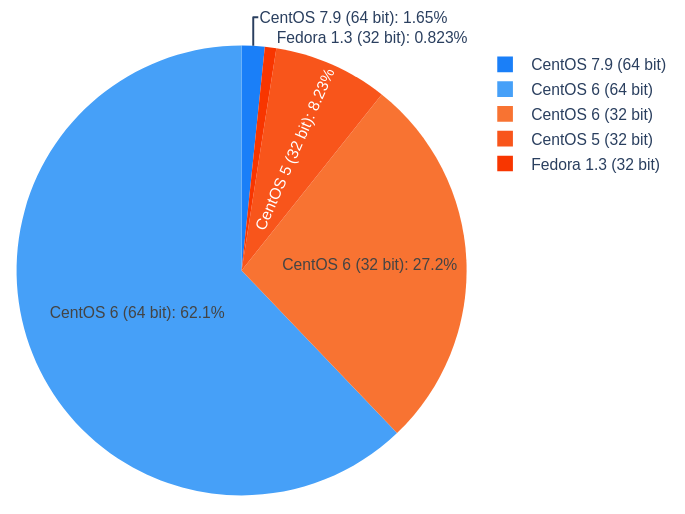 CentOS 7.9 (64 bit): 1.65%
Fedora 1.3 (32 bit): 0.823%
CentOS 5 (32 bit): 8.23%
CentOS 6 (32 bit): 27.2%
CentOS 6 (64 bit): 62.1%
CentOS 7.9 (64 bit)
CentOS 6 (64 bit)
CentOS 6 (32 bit)
CentOS 5 (32 bit)
Fedora 1.3 (32 bit)